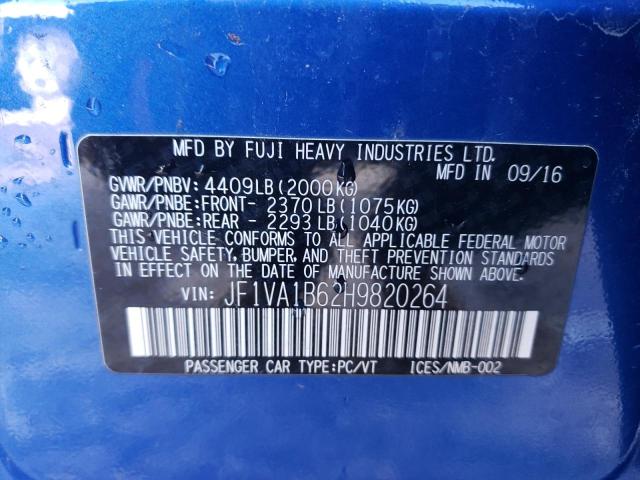 MFD BY FUJI HEAVY INDUSTRIES LTD.
MFD IN 09/16
GVWR/PNBV: 4409LB(2000KG)
GAWR/PNBE:FRONT- 2370LB(1075KG)
GAWR/PNBE:REAR - 2293LB(1040KG)
THIS VEHICLE CONFORMS TO ALL APPLICABLE FEDERAL MOTOR
VEHICLE SAFETY, BUMPER, AND THEFT PREVENTION STANDARDS
IN EFFECT ON THE DATE OF MANUFACTURE SHOWN ABOVE.
VIN: JF1VA1B62H9820264
PASSENGER CAR TYPE:PC/VT ICES/NMB-002